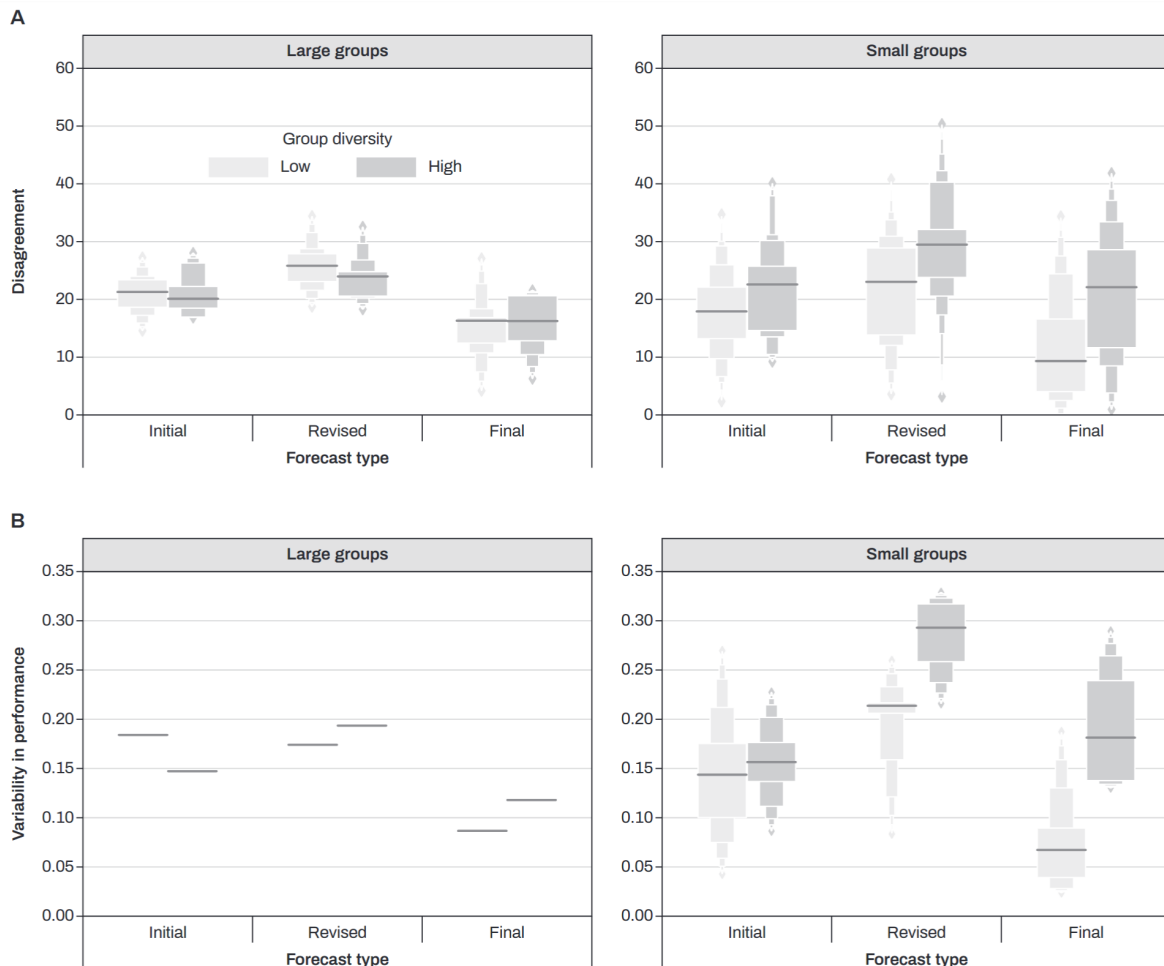 A
Large groups
Small groups
60
50
40
30
20
10
0
Disagreement
Group diversity
Low
High
Initial
Revised
Final
Forecast type
60
50
40
30
20
10
0
Initial
Revised
Final
Forecast type
B
Large groups
Small groups
0.35
0.30
0.25
0.20
0.15
0.10
0.05
0.00
Variability in performance
Initial
Revised
Final
Forecast type
0.35
0.30
0.25
0.20
0.15
0.10
0.05
0.00
Initial
Revised
Final
Forecast type